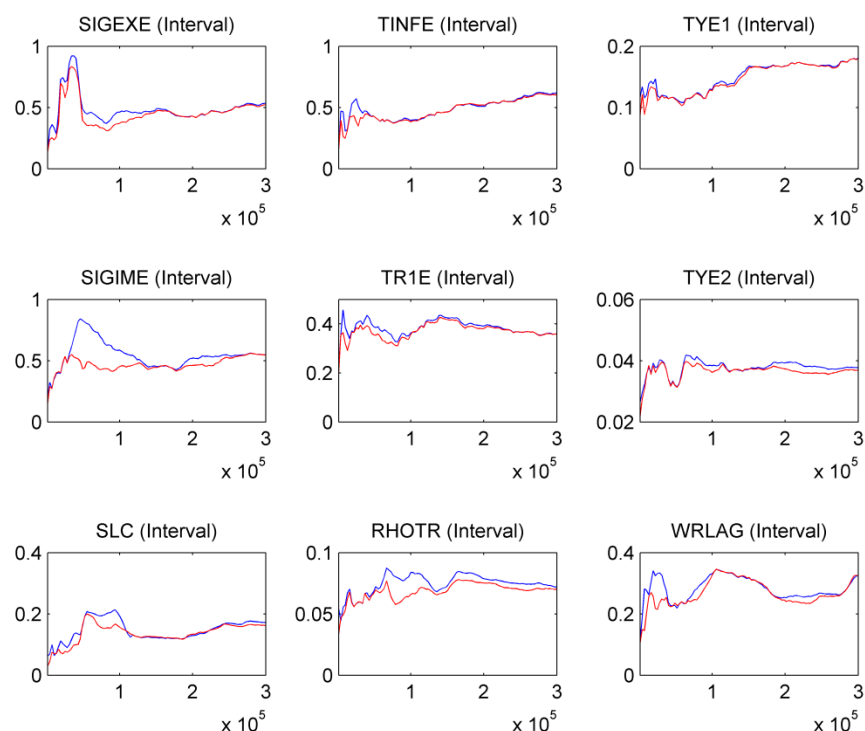 SIGEXE (Interval) TINFE (Interval) TYE1 (Interval)
1 1 0.2
0.5 0.5 0.1
0 0 0
1 2 3 1 2 3 1 2 3
x 10^5 x 10^5 x 10^5
SIGIME (Interval) TR1E (Interval) TYE2 (Interval)
1 0.06
0.5 0.4 0.04
0.2
0 0 0.02
1 2 3 1 2 3 1 2 3
x 10^5 x 10^5 x 10^5
SLC (Interval) RHOTR (Interval) WRLAG (Interval)
0.4 0.1 0.4
0.2 0.05 0.2
0 0 0
1 2 3 1 2 3 1 2 3
x 10^5 x 10^5 x 10^5